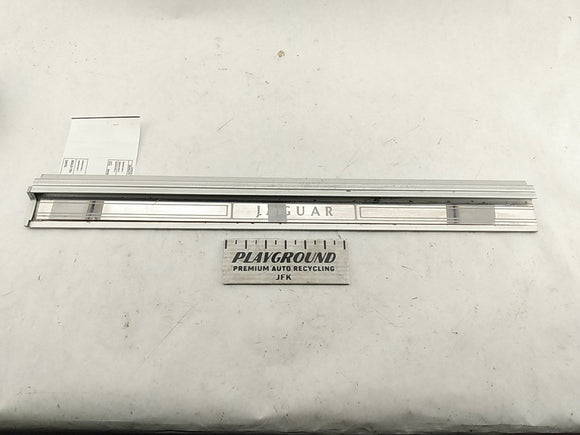 JAGUAR
PLAYGROUND
PREMIUM AUTO RECYCLING
JFK